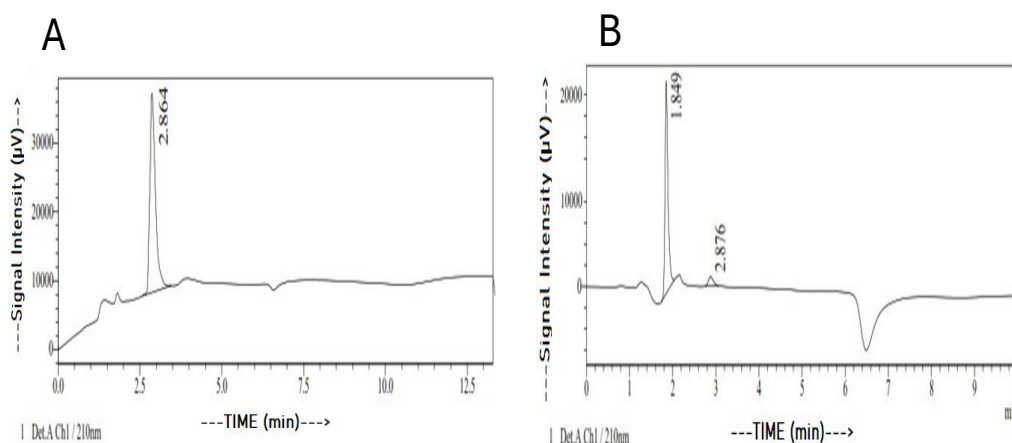 A
---Signal Intensity (µV)--->
30000
20000
10000
0
2.864
0.0 2.5 5.0 7.5 10.0 12.5
---TIME (min)--->
1 Det.A Ch1 / 210nm
B
---Signal Intensity (µV)--->
20000
10000
0
1.849
2.876
0 1 2 3 4 5 6 7 8 9
m
---TIME (min)--->
1 Det.A Ch1 / 210nm